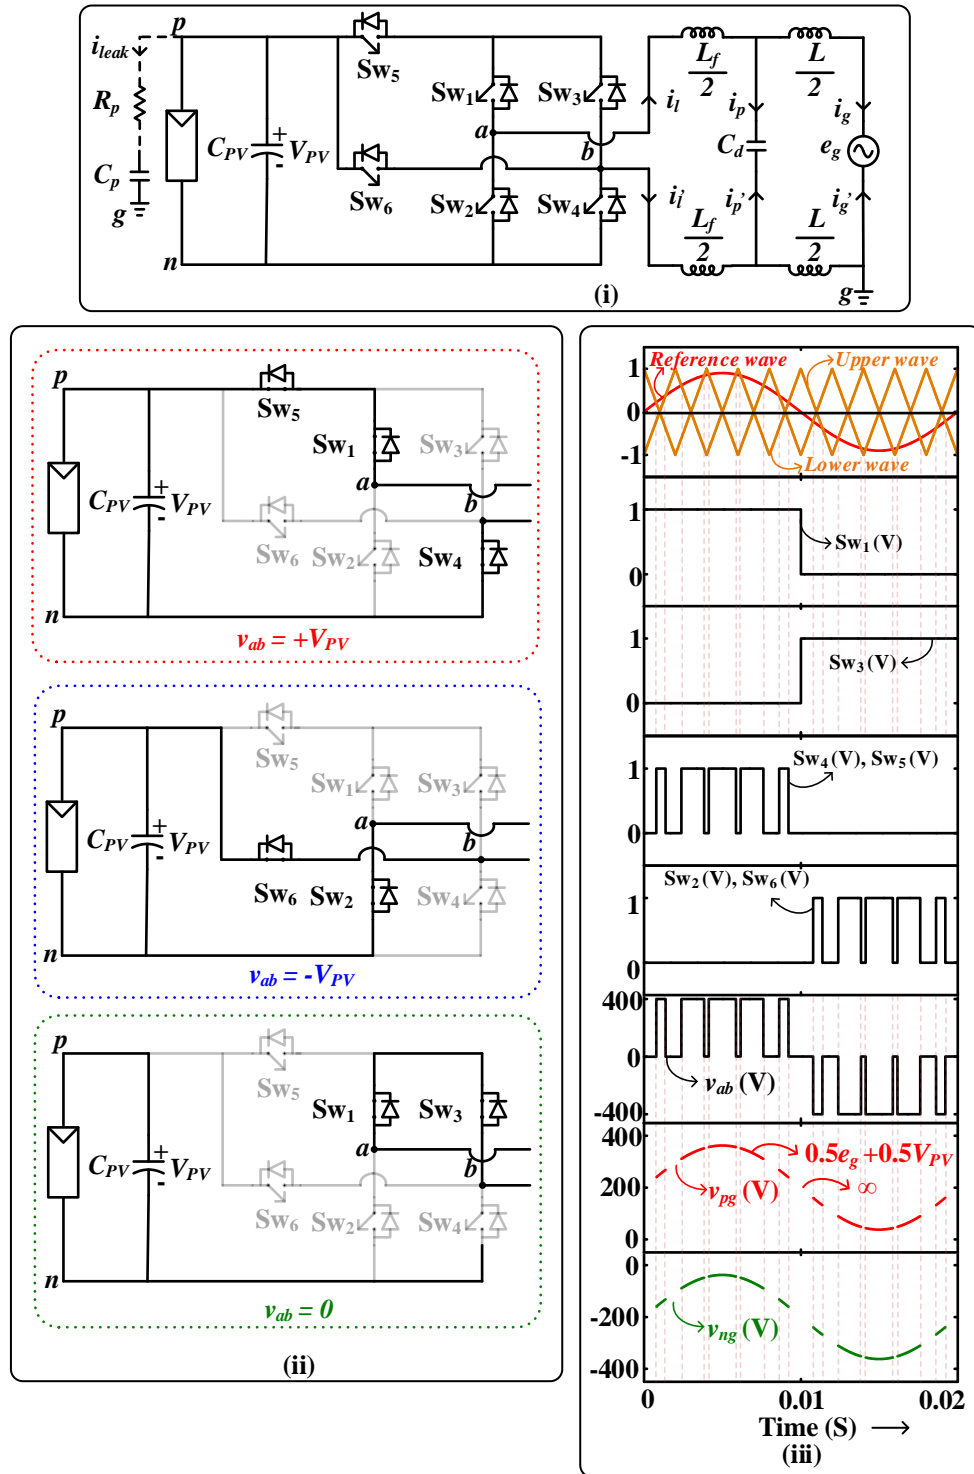 p
i_leak
R_p
C_p
g
n
C_PV
+
-
V_PV
Sw5
Sw6
Sw1
Sw3
a
b
Sw2
Sw4
L_f
2
L
2
i_l
i_p
i_g
C_d
e_g
i_l'
i_p'
i_g'
L_f
2
L
2
g
(i)
p
Sw5
Sw1
Sw3
a
b
C_PV
+
-
V_PV
Sw6
Sw2
Sw4
n
v_ab = +V_PV
p
Sw5
Sw1
Sw3
a
b
C_PV
+
-
V_PV
Sw6
Sw2
Sw4
n
v_ab = -V_PV
p
Sw5
Sw1
Sw3
a
b
C_PV
+
-
V_PV
Sw6
Sw2
Sw4
n
v_ab = 0
(ii)
Reference wave
Upper wave
1
0
-1
Lower wave
1
Sw1 (V)
0
1
Sw3 (V)
0
Sw4 (V), Sw5 (V)
1
0
Sw2 (V), Sw6 (V)
1
0
400
0
v_ab (V)
-400
400
0.5e_g +0.5V_PV
200
v_pg (V)
∞
0
0
-200
v_ng (V)
-400
0
0.01
0.02
Time (S)
(iii)